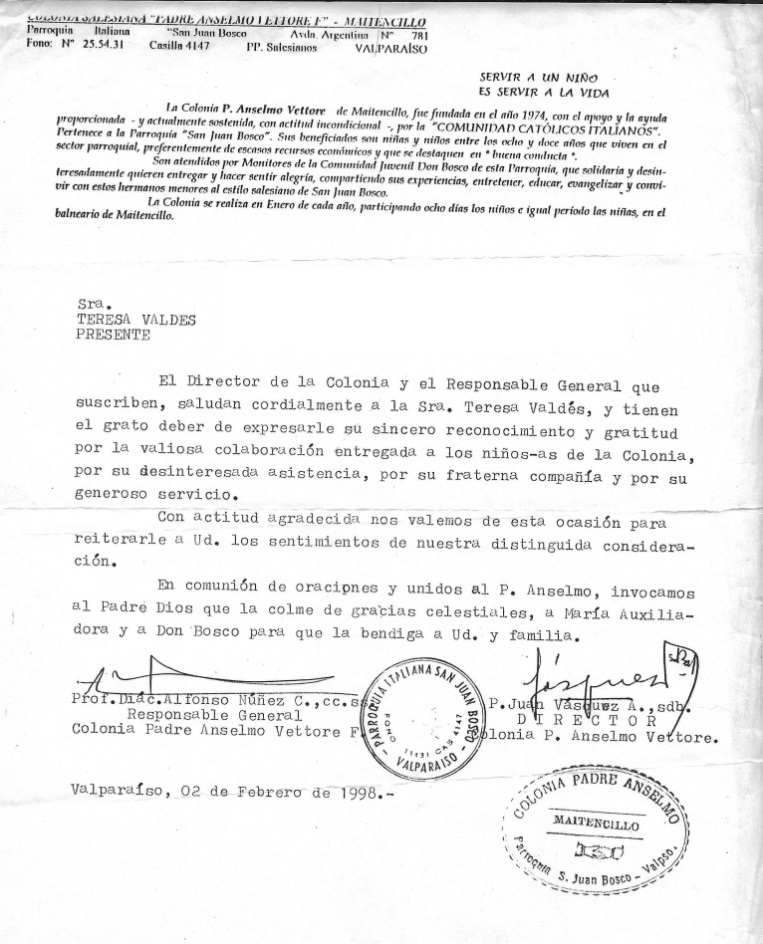 COLONIA SALESIANA "PADRE ANSELMO VETTORE F" - MAITENCILLO
Parroquia Italiana "San Juan Bosco Avda. Argentina N° 781
Fono: N° 25.54.31 Casilla 4147 PP. Salesianos VALPARAÍSO
SERVIR A UN NIÑO
ES SERVIR A LA VIDA
La Colonia P. Anselmo Vettore de Maitencillo, fue fundada en el año 1974, con el apoyo y la ayuda
proporcionada - y actualmente sostenida, con actitud incondicional -, por la "COMUNIDAD CATÓLICOS ITALIANOS".
Pertenece a la Parroquia "San Juan Bosco". Sus beneficiados son niñas y niños entre los ocho y doce años que viven en el
sector parroquial, preferentemente de escasos recursos económicos y que se destaquen en " buena conducta ".
Son atendidos por Monitores de la Comunidad Juvenil Don Bosco de esta Parroquia, que solidaria y desin-
teresadamente quieren entregar y hacer sentir alegría, compartiendo sus experiencias, entretener, educar, evangelizar y convi-
vir con estos hermanos menores al estilo salesiano de San Juan Bosco.
La Colonia se realiza en Enero de cada año, participando ocho días los niños e igual período las niñas, en el
balneario de Maitencillo.
Sra.
TERESA VALDES
PRESENTE
El Director de la Colonia y el Responsable General que
suscriben, saludan cordialmente a la Sra. Teresa Valdés, y tienen
el grato deber de expresarle su sincero reconocimiento y gratitud
por la valiosa colaboración entregada a los niños-as de la Colonia,
por su desinteresada asistencia, por su fraterna compañía y por su
generoso servicio.
Con actitud agradecida nos valemos de esta ocasión para
reiterarle a Ud. los sentimientos de nuestra distinguida considera-
ción.
En comunión de oracipnes y unidos al P. Anselmo, invocamos
al Padre Dios que la colme de gracias celestiales, a María Auxilia-
dora y a Don Bosco para que la bendiga a Ud. y familia.
Prof.Diác.Alfonso Núñez C.,cc.ss.
Responsable General
Colonia Padre Anselmo Vettore F.
PARROQUIA ITALIANA SAN JUAN BOSCO
FONO CAS 4147
- VALPARAISO -
Vásquez
P.Juan Vásquez A.,sdb.
DIRECTOR
Colonia P. Anselmo Vettore.
Valparaíso, 02 de Febrero de 1998.-
COLONIA PADRE ANSELMO
MAITENCILLO
Parroquia S. Juan Bosco - Valpso.